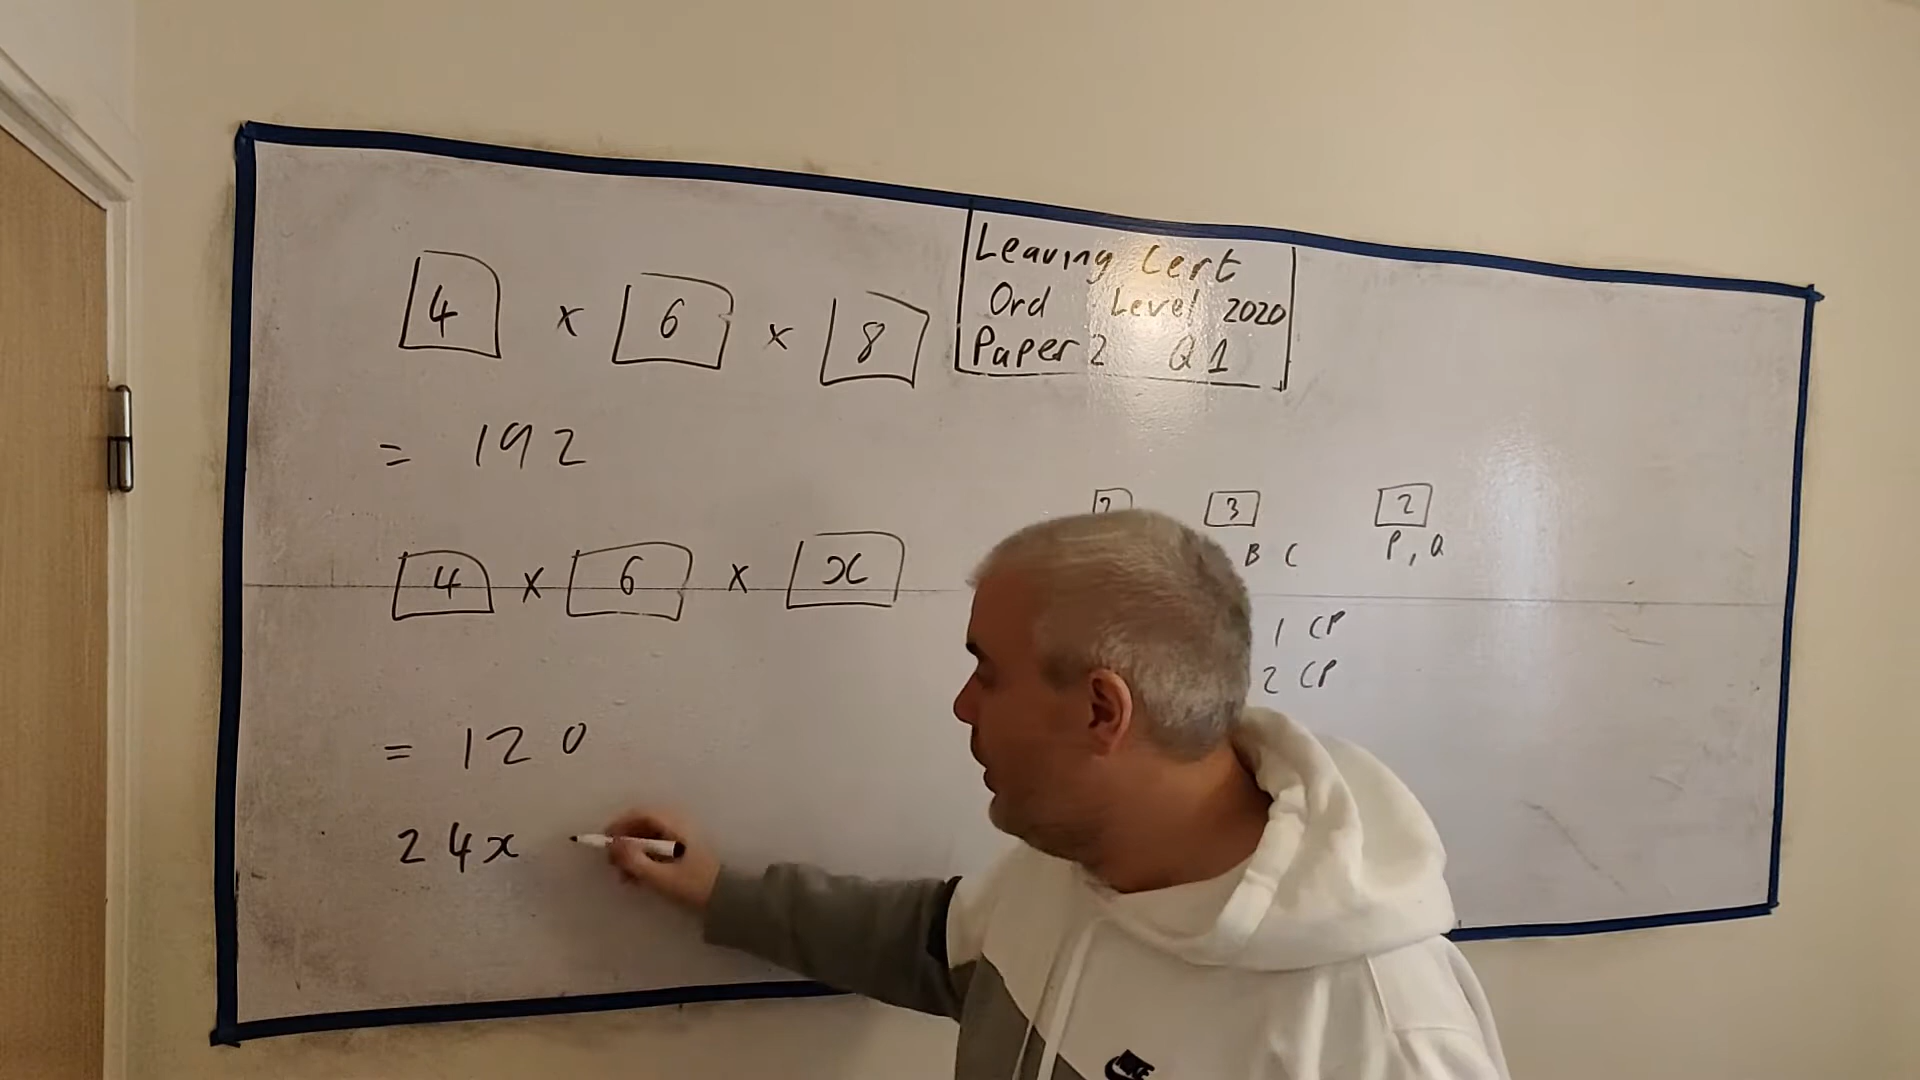 4 x 6 x 8
= 192
4 x 6 x x
= 120
24x
Leaving Cert
Ord Level 2020
Paper 2 Q1
3 2
B C P, Q
1 CP
2 CP